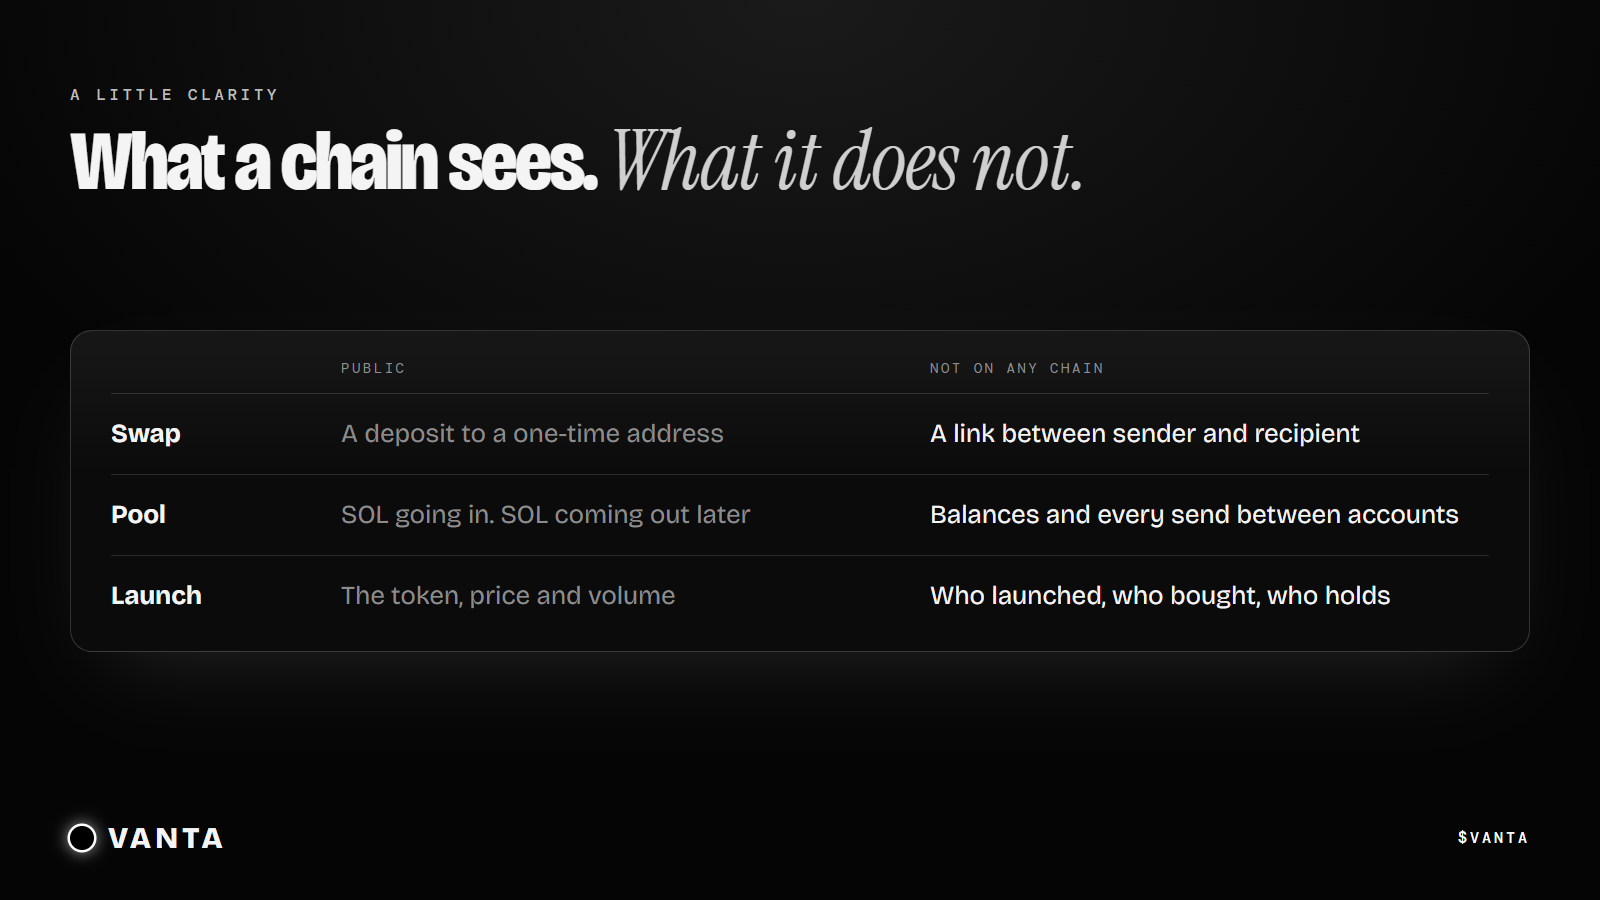 A LITTLE CLARITY
What a chain sees. What it does not.
PUBLIC NOT ON ANY CHAIN
Swap A deposit to a one-time address A link between sender and recipient
Pool SOL going in. SOL coming out later Balances and every send between accounts
Launch The token, price and volume Who launched, who bought, who holds
VANTA $VANTA